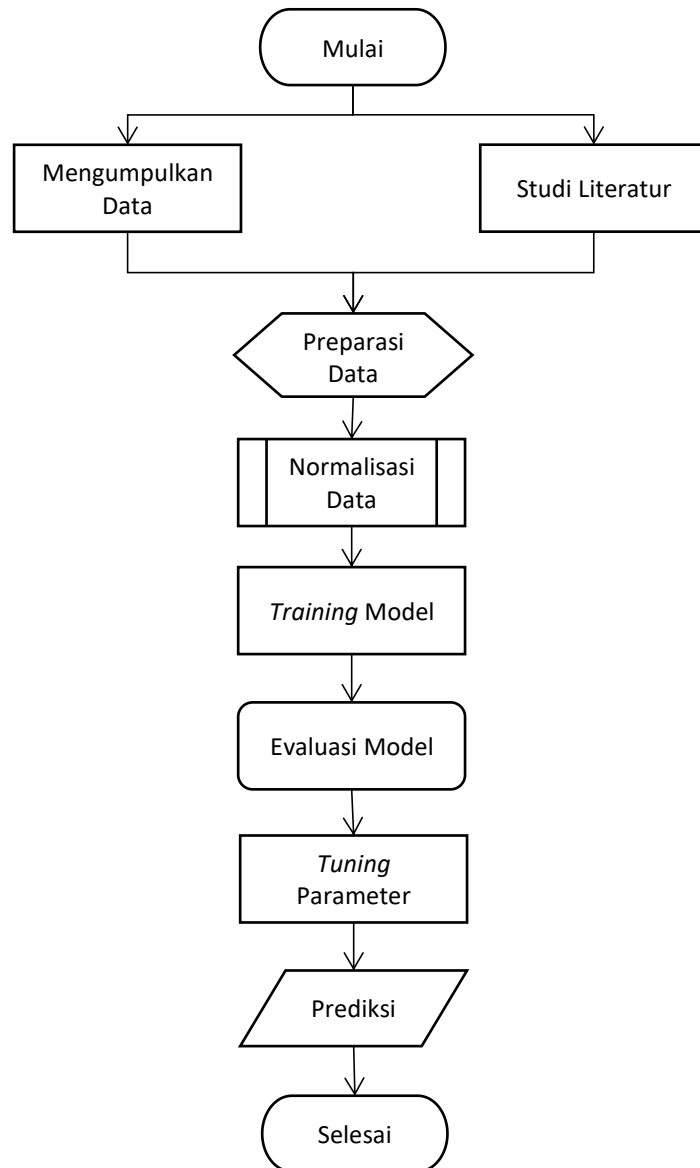 Mulai
Mengumpulkan
Data
Studi Literatur
Preparasi
Data
Normalisasi
Data
Training Model
Evaluasi Model
Tuning
Parameter
Prediksi
Selesai